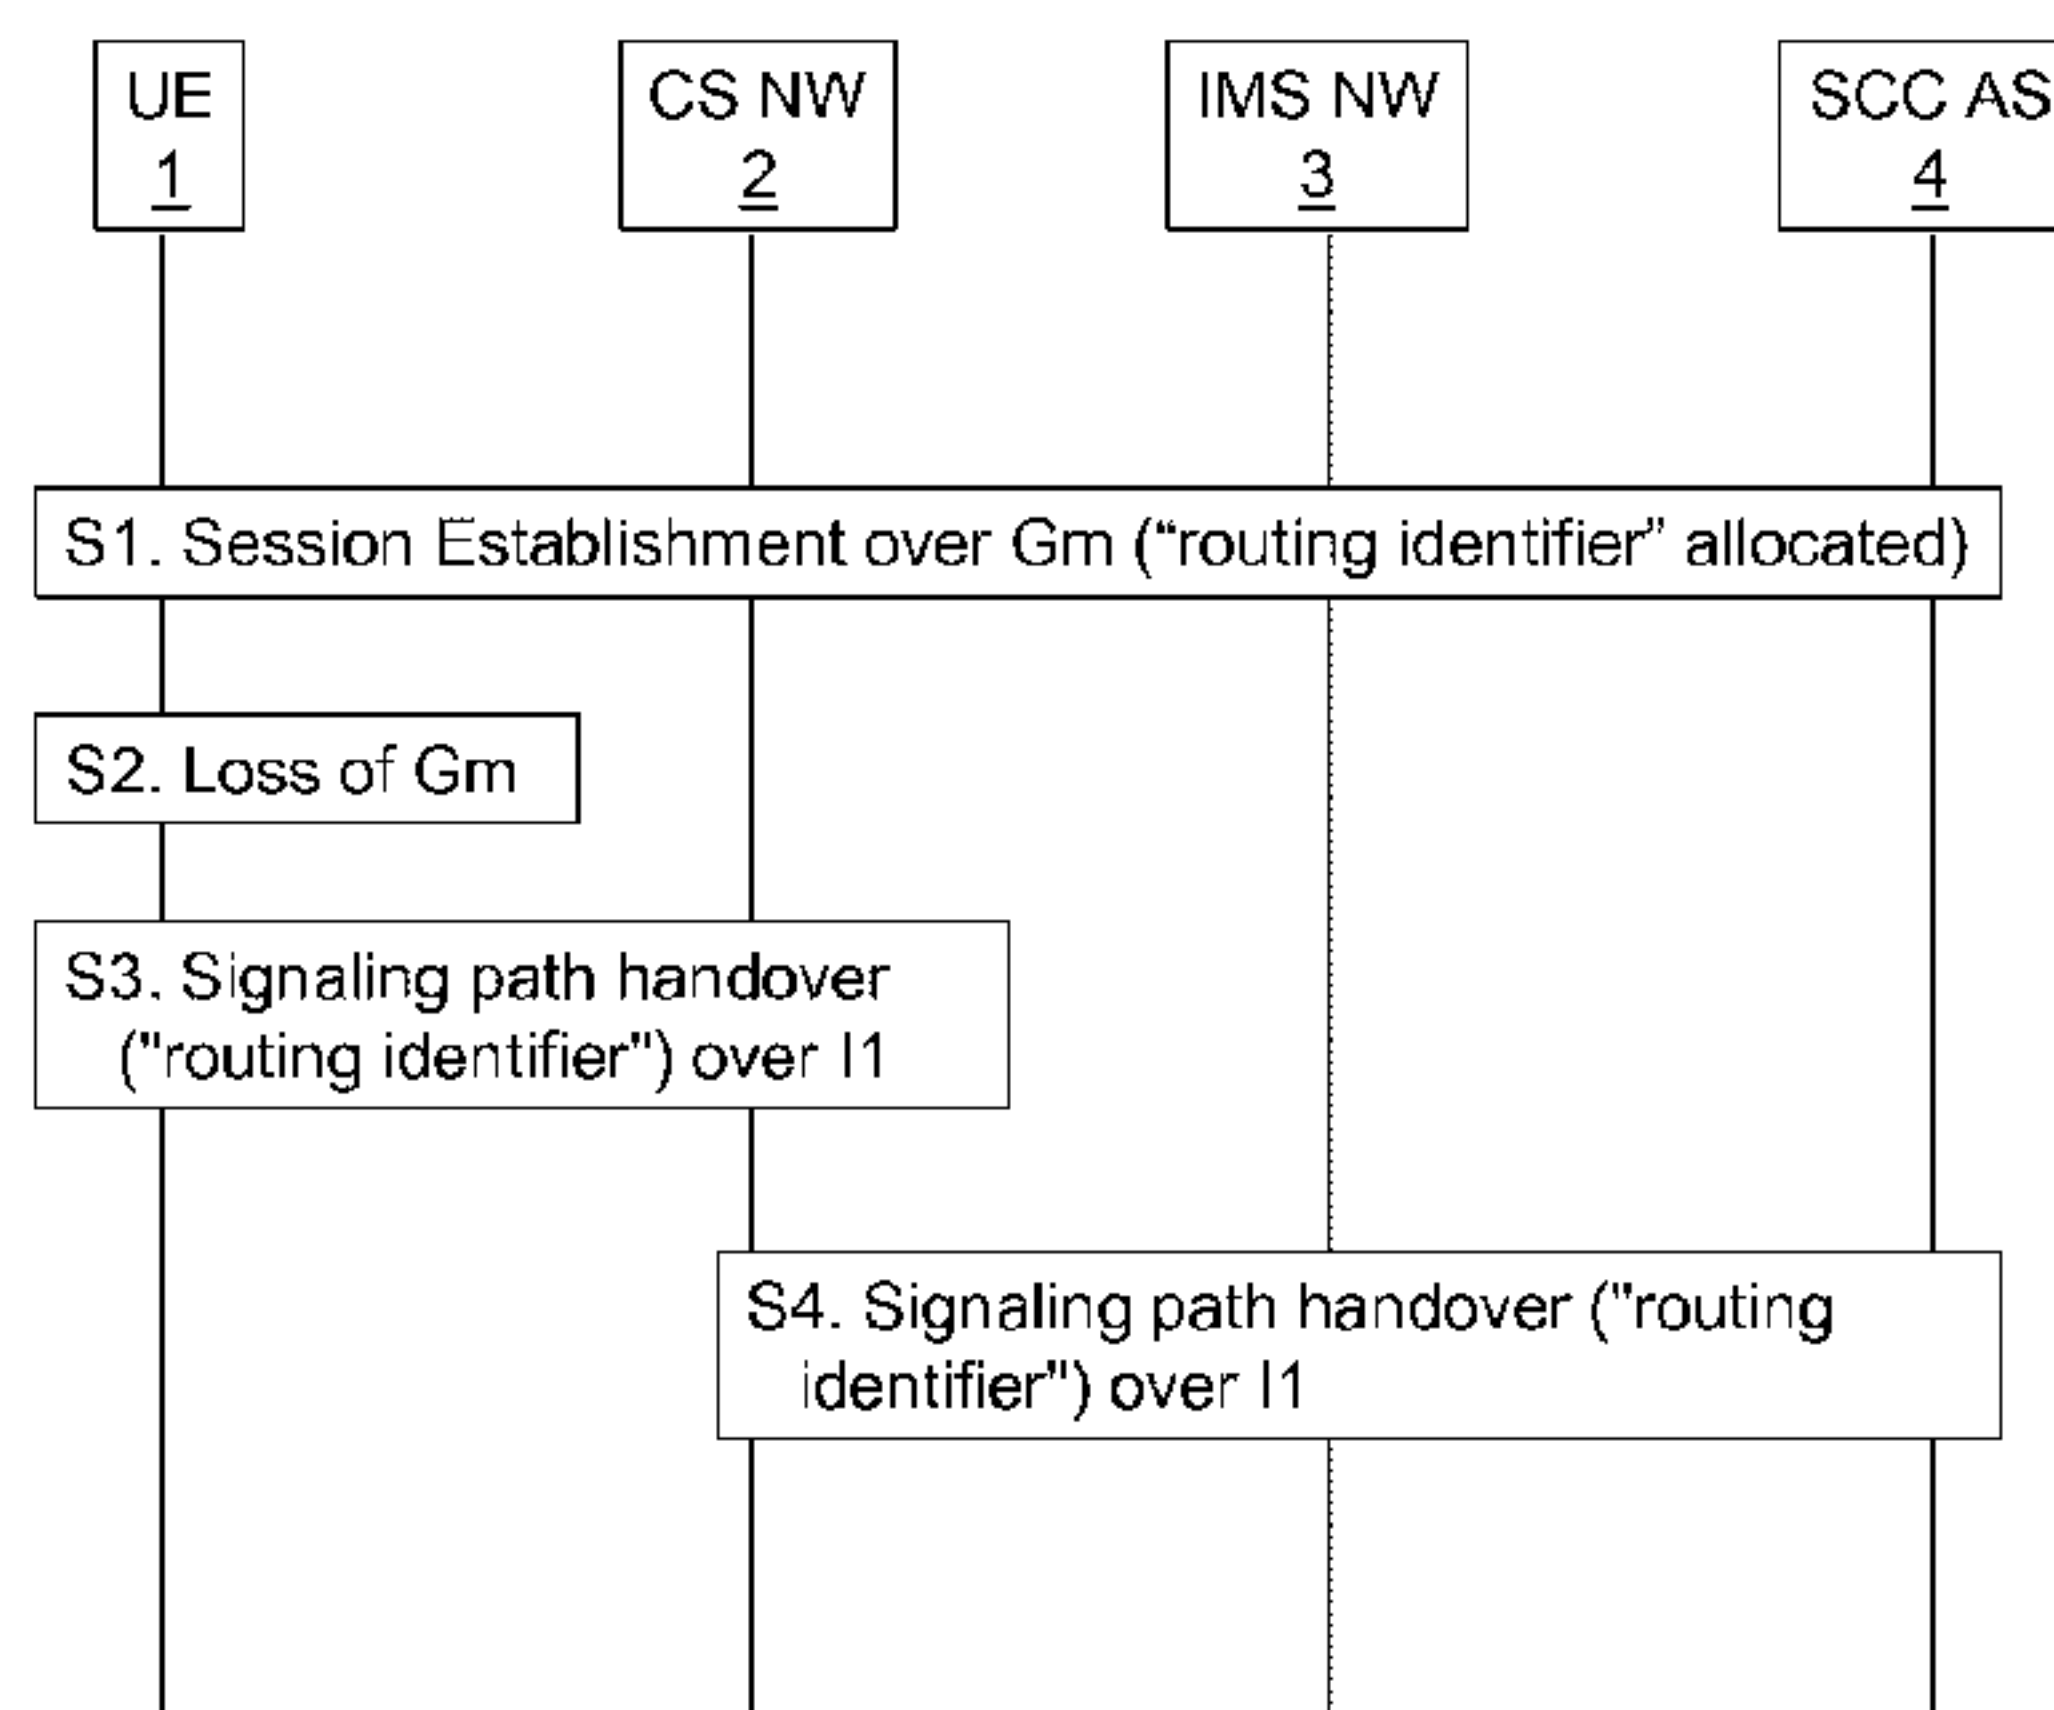 UE
1
CS NW
2
IMS NW
3
SCC AS
4
S1. Session Establishment over Gm (“routing identifier” allocated)
S2. Loss of Gm
S3. Signaling path handover
("routing identifier") over I1
S4. Signaling path handover ("routing
identifier") over I1